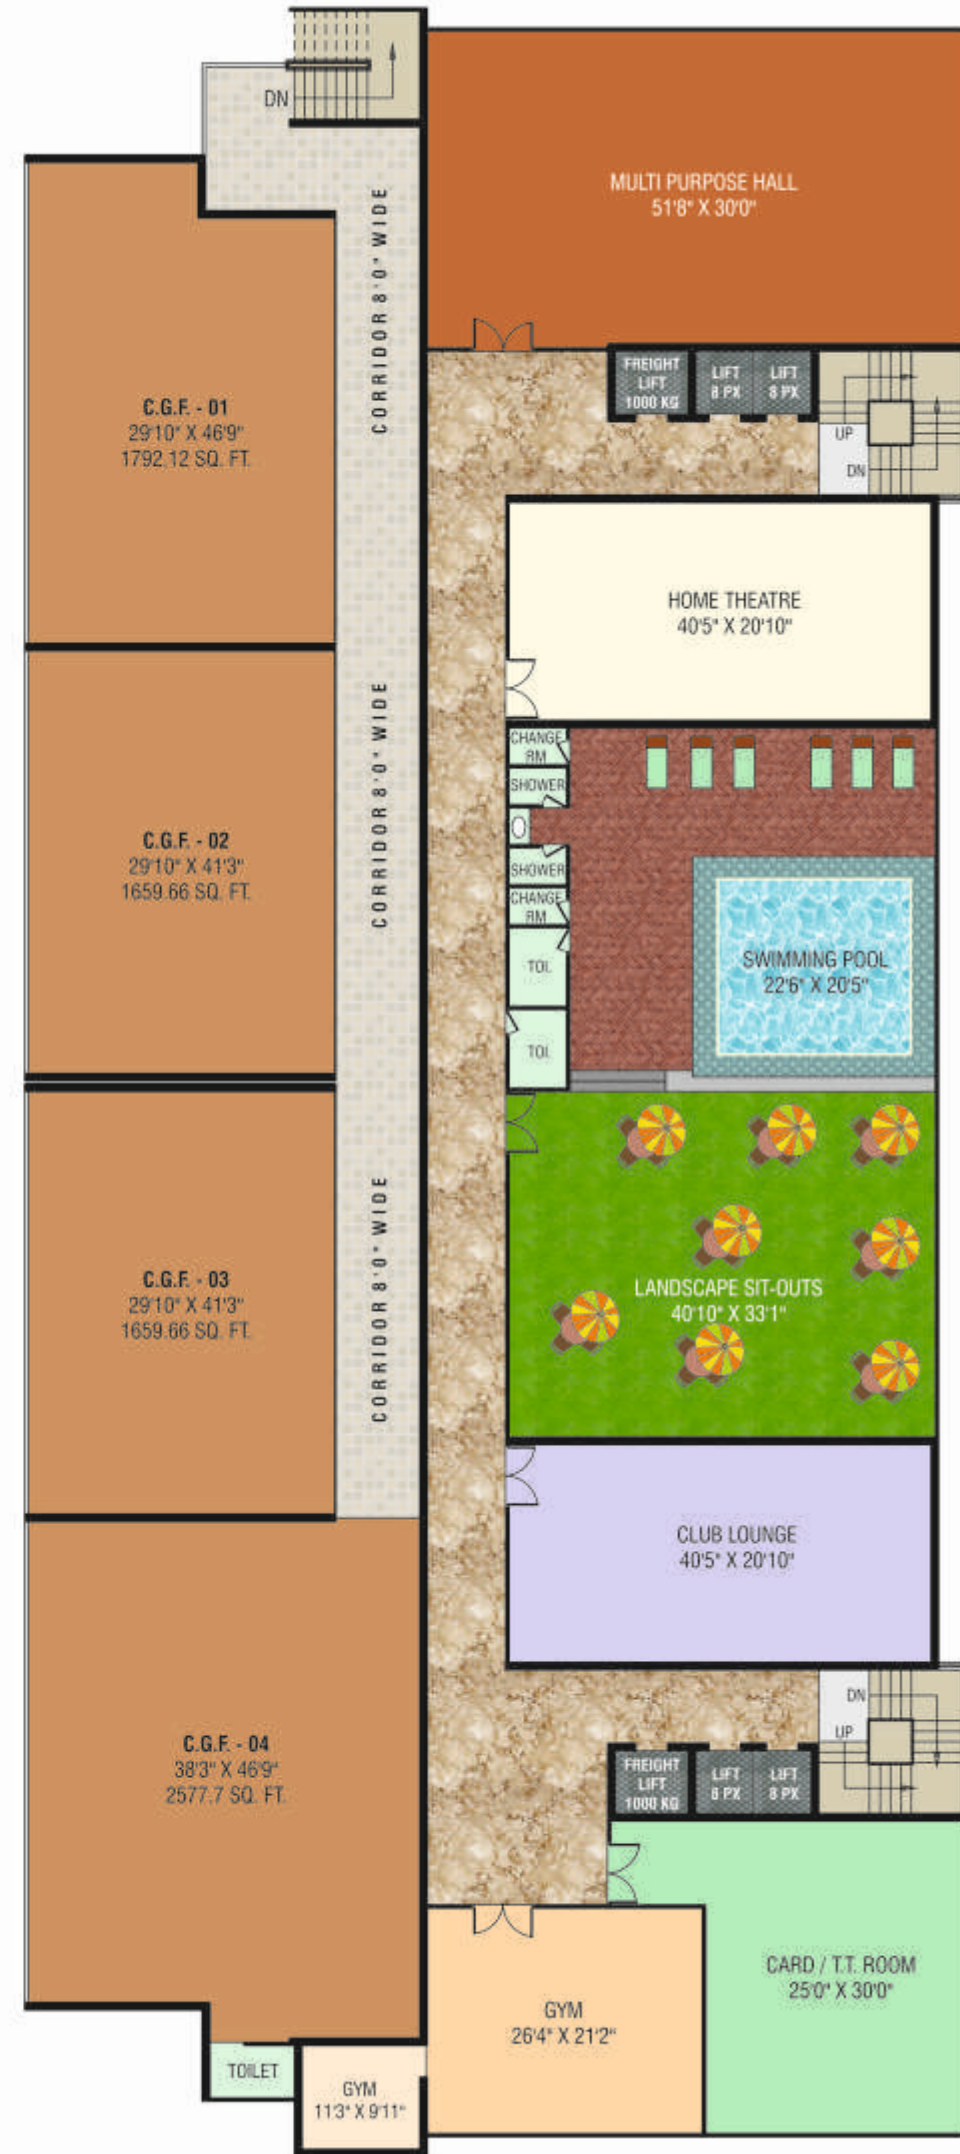 DN
MULTI PURPOSE HALL
51'8" X 30'0"
CORRIDOR 8'0" WIDE
FREIGHT
LIFT
1000 KG
LIFT
8 PX
LIFT
8 PX
UP
DN
C.G.F. - 01
29'10" X 46'9"
1792.12 SQ. FT.
HOME THEATRE
40'5" X 20'10"
CORRIDOR 8'0" WIDE
CHANGE
RM
SHOWER
C.G.F. - 02
29'10" X 41'3"
1659.66 SQ. FT.
SHOWER
CHANGE
RM
TOI.
SWIMMING POOL
22'6" X 20'5"
TOI.
CORRIDOR 8'0" WIDE
C.G.F. - 03
29'10" X 41'3"
1659.66 SQ. FT.
LANDSCAPE SIT-OUTS
40'10" X 33'1"
CLUB LOUNGE
40'5" X 20'10"
DN
UP
C.G.F. - 04
38'3" X 46'9"
2577.7 SQ. FT.
FREIGHT
LIFT
1000 KG
LIFT
8 PX
LIFT
8 PX
CARD / T.T. ROOM
25'0" X 30'0"
GYM
26'4" X 21'2"
TOILET
GYM
11'3" X 9'11"